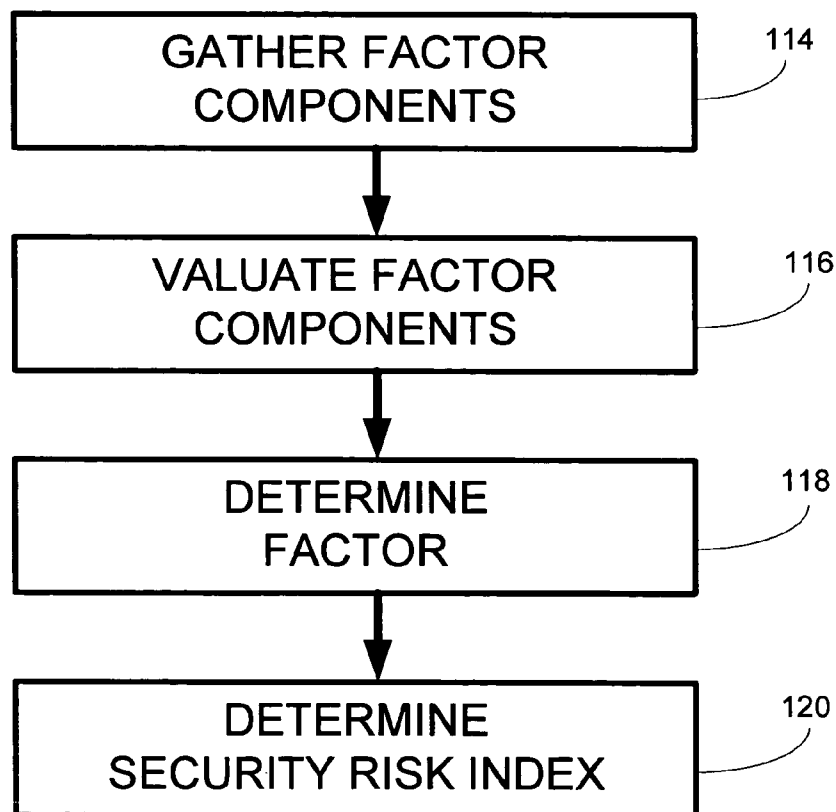 GATHER FACTOR
COMPONENTS
114
VALUATE FACTOR
COMPONENTS
116
DETERMINE
FACTOR
118
DETERMINE
SECURITY RISK INDEX
120